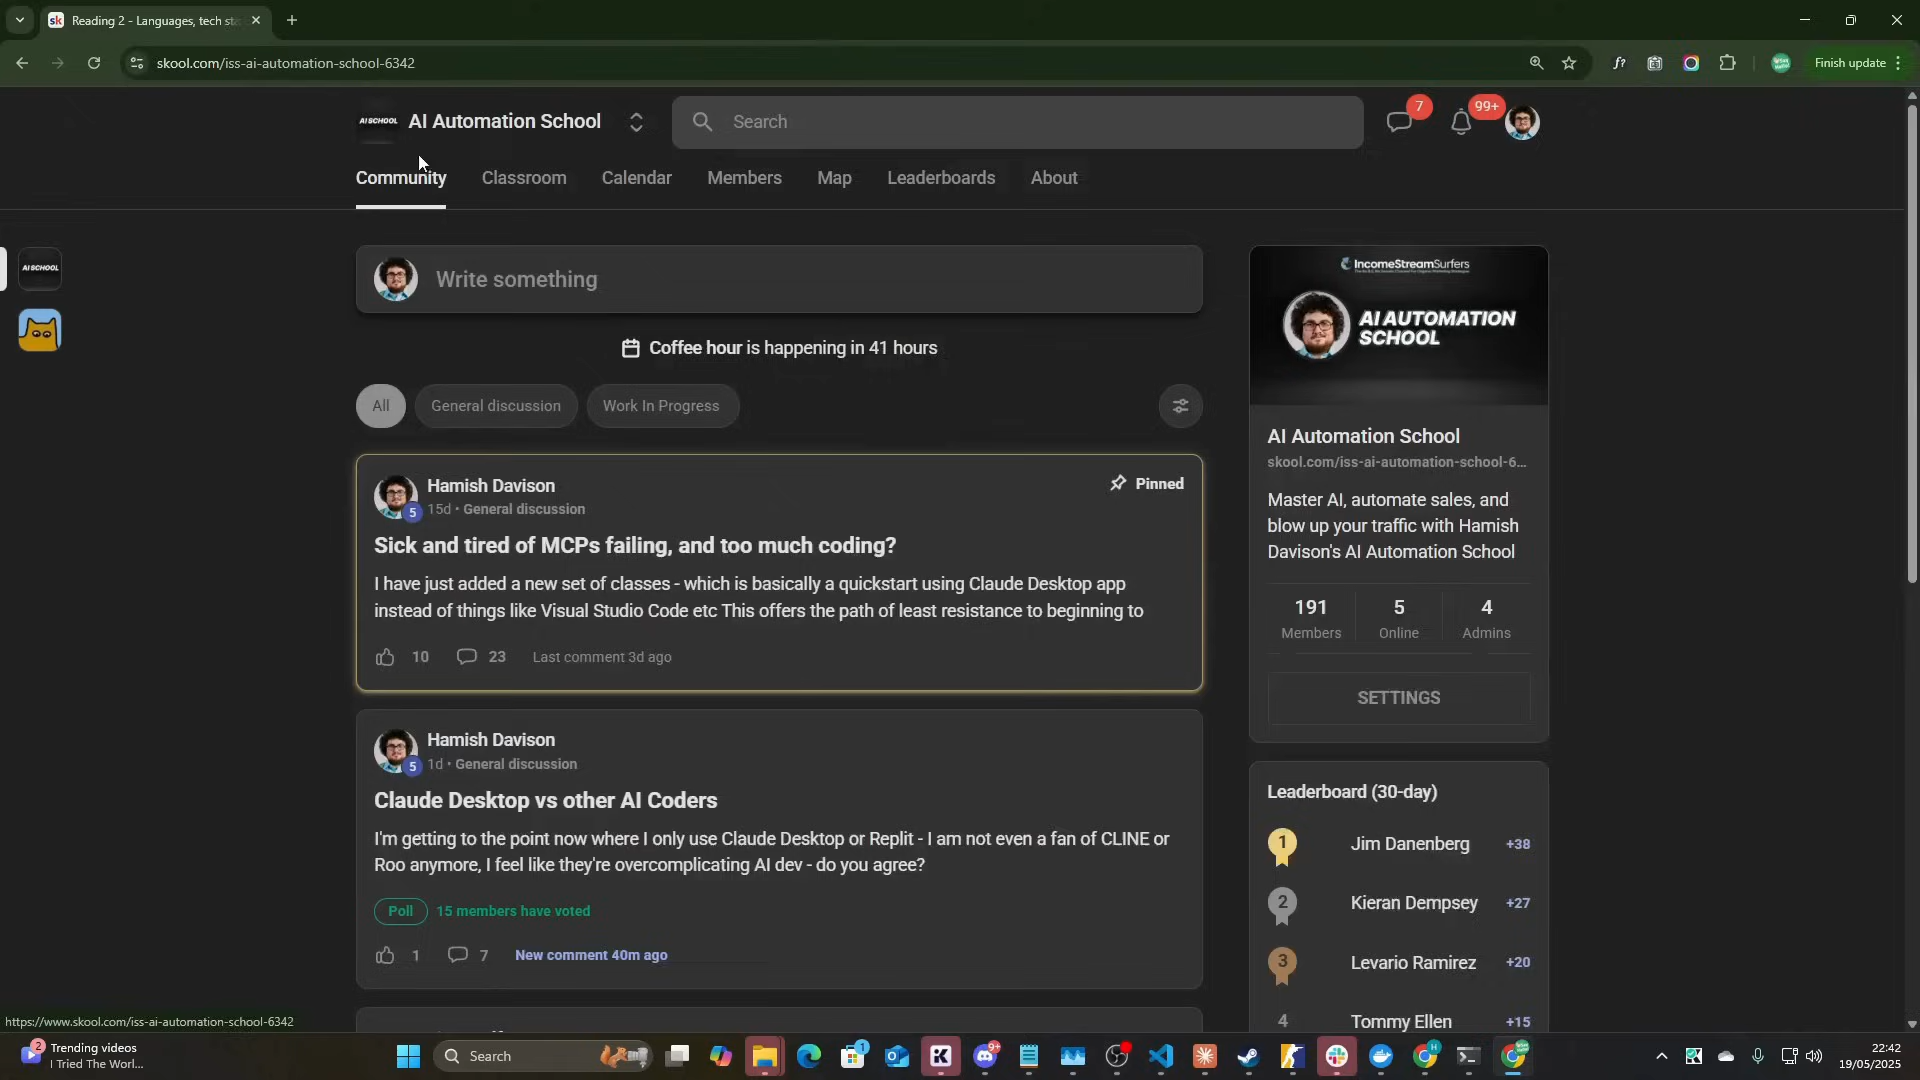 sk Reading 2 - Languages, tech sta
skool.com/iss-ai-automation-school-6342
Finish update
AI SCHOOL AI Automation School
Search
7
99+
Community Classroom Calendar Members Map Leaderboards About
AI SCHOOL
Write something
Coffee hour is happening in 41 hours
All General discussion Work In Progress
Hamish Davison
Pinned
5 15d • General discussion
Sick and tired of MCPs failing, and too much coding?
I have just added a new set of classes - which is basically a quickstart using Claude Desktop app
instead of things like Visual Studio Code etc This offers the path of least resistance to beginning to
10 23 Last comment 3d ago
Hamish Davison
5 1d • General discussion
Claude Desktop vs other AI Coders
I'm getting to the point now where I only use Claude Desktop or Replit - I am not even a fan of CLINE or
Roo anymore, I feel like they're overcomplicating AI dev - do you agree?
Poll 15 members have voted
1 7 New comment 40m ago
IncomeStreamSurfers
AI AUTOMATION
SCHOOL
AI Automation School
skool.com/iss-ai-automation-school-6...
Master AI, automate sales, and
blow up your traffic with Hamish
Davison's AI Automation School
191 5 4
Members Online Admins
SETTINGS
Leaderboard (30-day)
1 Jim Danenberg +38
2 Kieran Dempsey +27
3 Levario Ramirez +20
4 Tommy Ellen +15
https://www.skool.com/iss-ai-automation-school-6342
2 Trending videos
I Tried The Worl...
Search
1
9+
22:42
19/05/2025